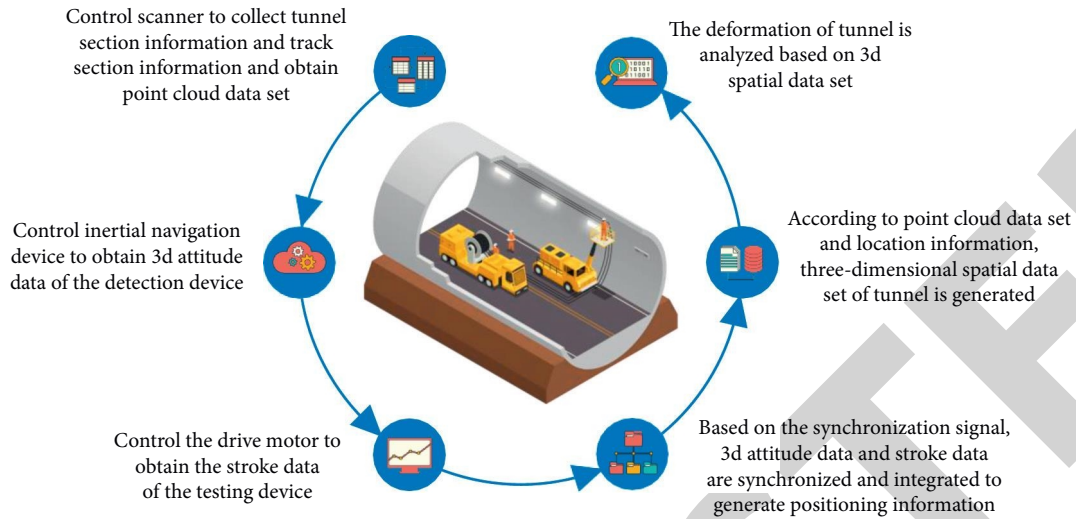 Control scanner to collect tunnel
section information and track
section information and obtain
point cloud data set
Control inertial navigation
device to obtain 3d attitude
data of the detection device
Control the drive motor to
obtain the stroke data
of the testing device
Based on the synchronization signal,
3d attitude data and stroke data
are synchronized and integrated to
generate positioning information
According to point cloud data set
and location information,
three-dimensional spatial data
set of tunnel is generated
The deformation of tunnel is
analyzed based on 3d
spatial data set
10001
10110
011001